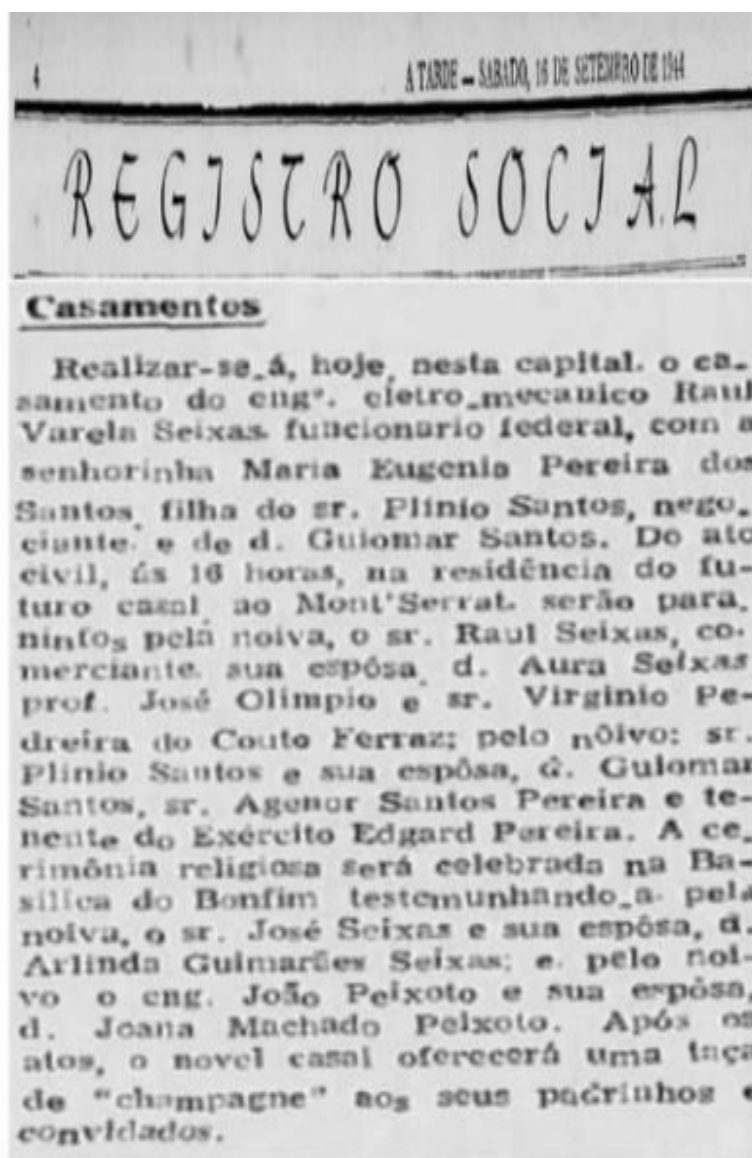 4
A TARDE — SABADO, 16 DE SETEMBRO DE 1944
REGISTRO SOCIAL
Casamentos
Realizar-se-á, hoje, nesta capital. o ca-
samento do engº. eletro-mecanico Raul
Varela Seixas. funcionario federal, com a
senhorinha Maria Eugenia Pereira dos
Santos, filha do sr. Plinio Santos, nego-
ciante. e de d. Guiomar Santos. Do ato
civil, ás 16 horas, na residência do fu-
turo casal, ao Mont'Serrat. serão para,
ninfos pela noiva, o sr. Raul Seixas, co-
merciante. sua espôsa, d. Aura Seixas
prof. José Olimpio e sr. Virginio Pe-
dreira do Couto Ferraz; pelo nôivo: sr.
Plinio Santos e sua espôsa, d. Guiomar
Santos, sr. Agenor Santos Pereira e te-
nente do Exército Edgard Pereira. A ce-
rimônia religiosa será celebrada na Ba-
silica do Bonfim testemunhando-a. pela
noiva, o sr. José Seixas e sua espôsa, d.
Arlinda Guimarães Seixas; e. pelo noi-
vo o eng. João Peixoto e sua espôsa,
d. Joana Machado Peixoto. Após os
atos, o novel casal oferecerá uma taça
de "champagne" aos seus padrinhos e
convidados.